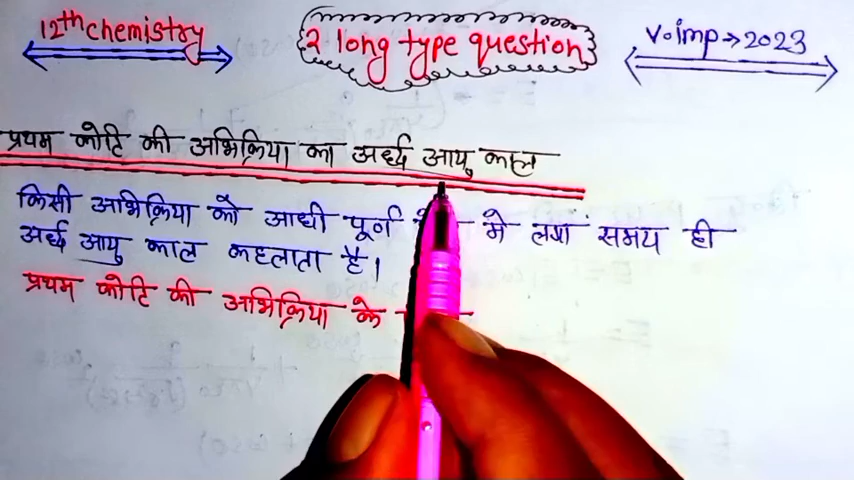 12th chemistry
2 long type question
V.imp→2023
प्रथम कोटि की अभिक्रिया का अर्ध्द आयु काल
किसी अभिक्रिया को आधी पूर्ण में लगा समय ही
अर्ध्द आयु काल कहलाता है।
प्रथम कोटि की अभिक्रिया के